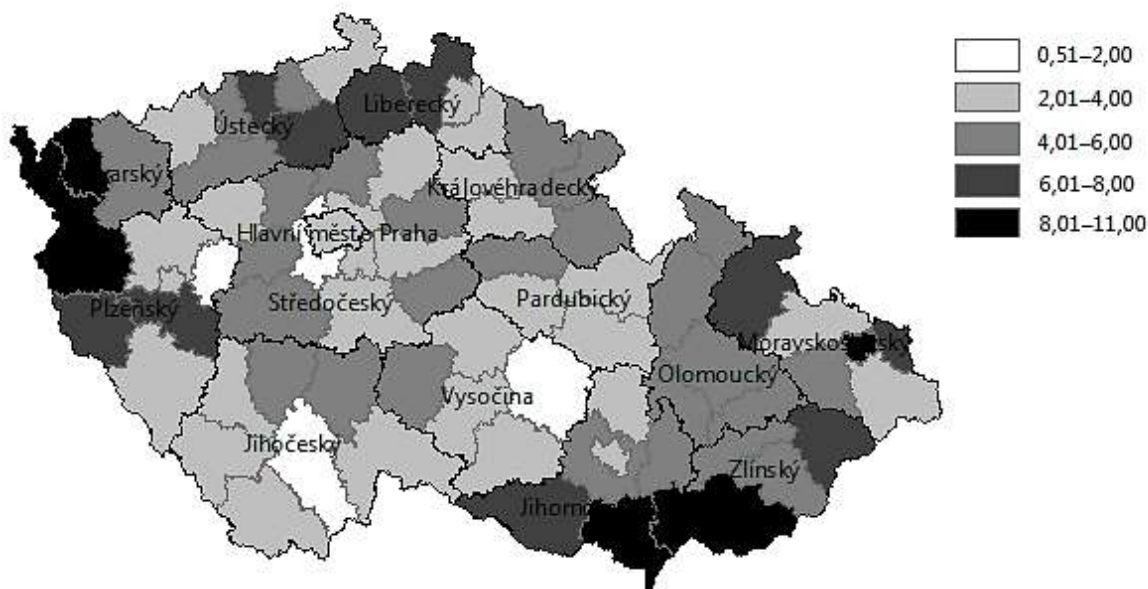 0,51–2,00
2,01–4,00
4,01–6,00
6,01–8,00
8,01–11,00
Liberecký
Ústecký
Královéhradecký
Hlavní město Praha
Plzeňský
Středočeský
Pardubický
Olomoucký
Vysočina
Jihočeský
Zlínský